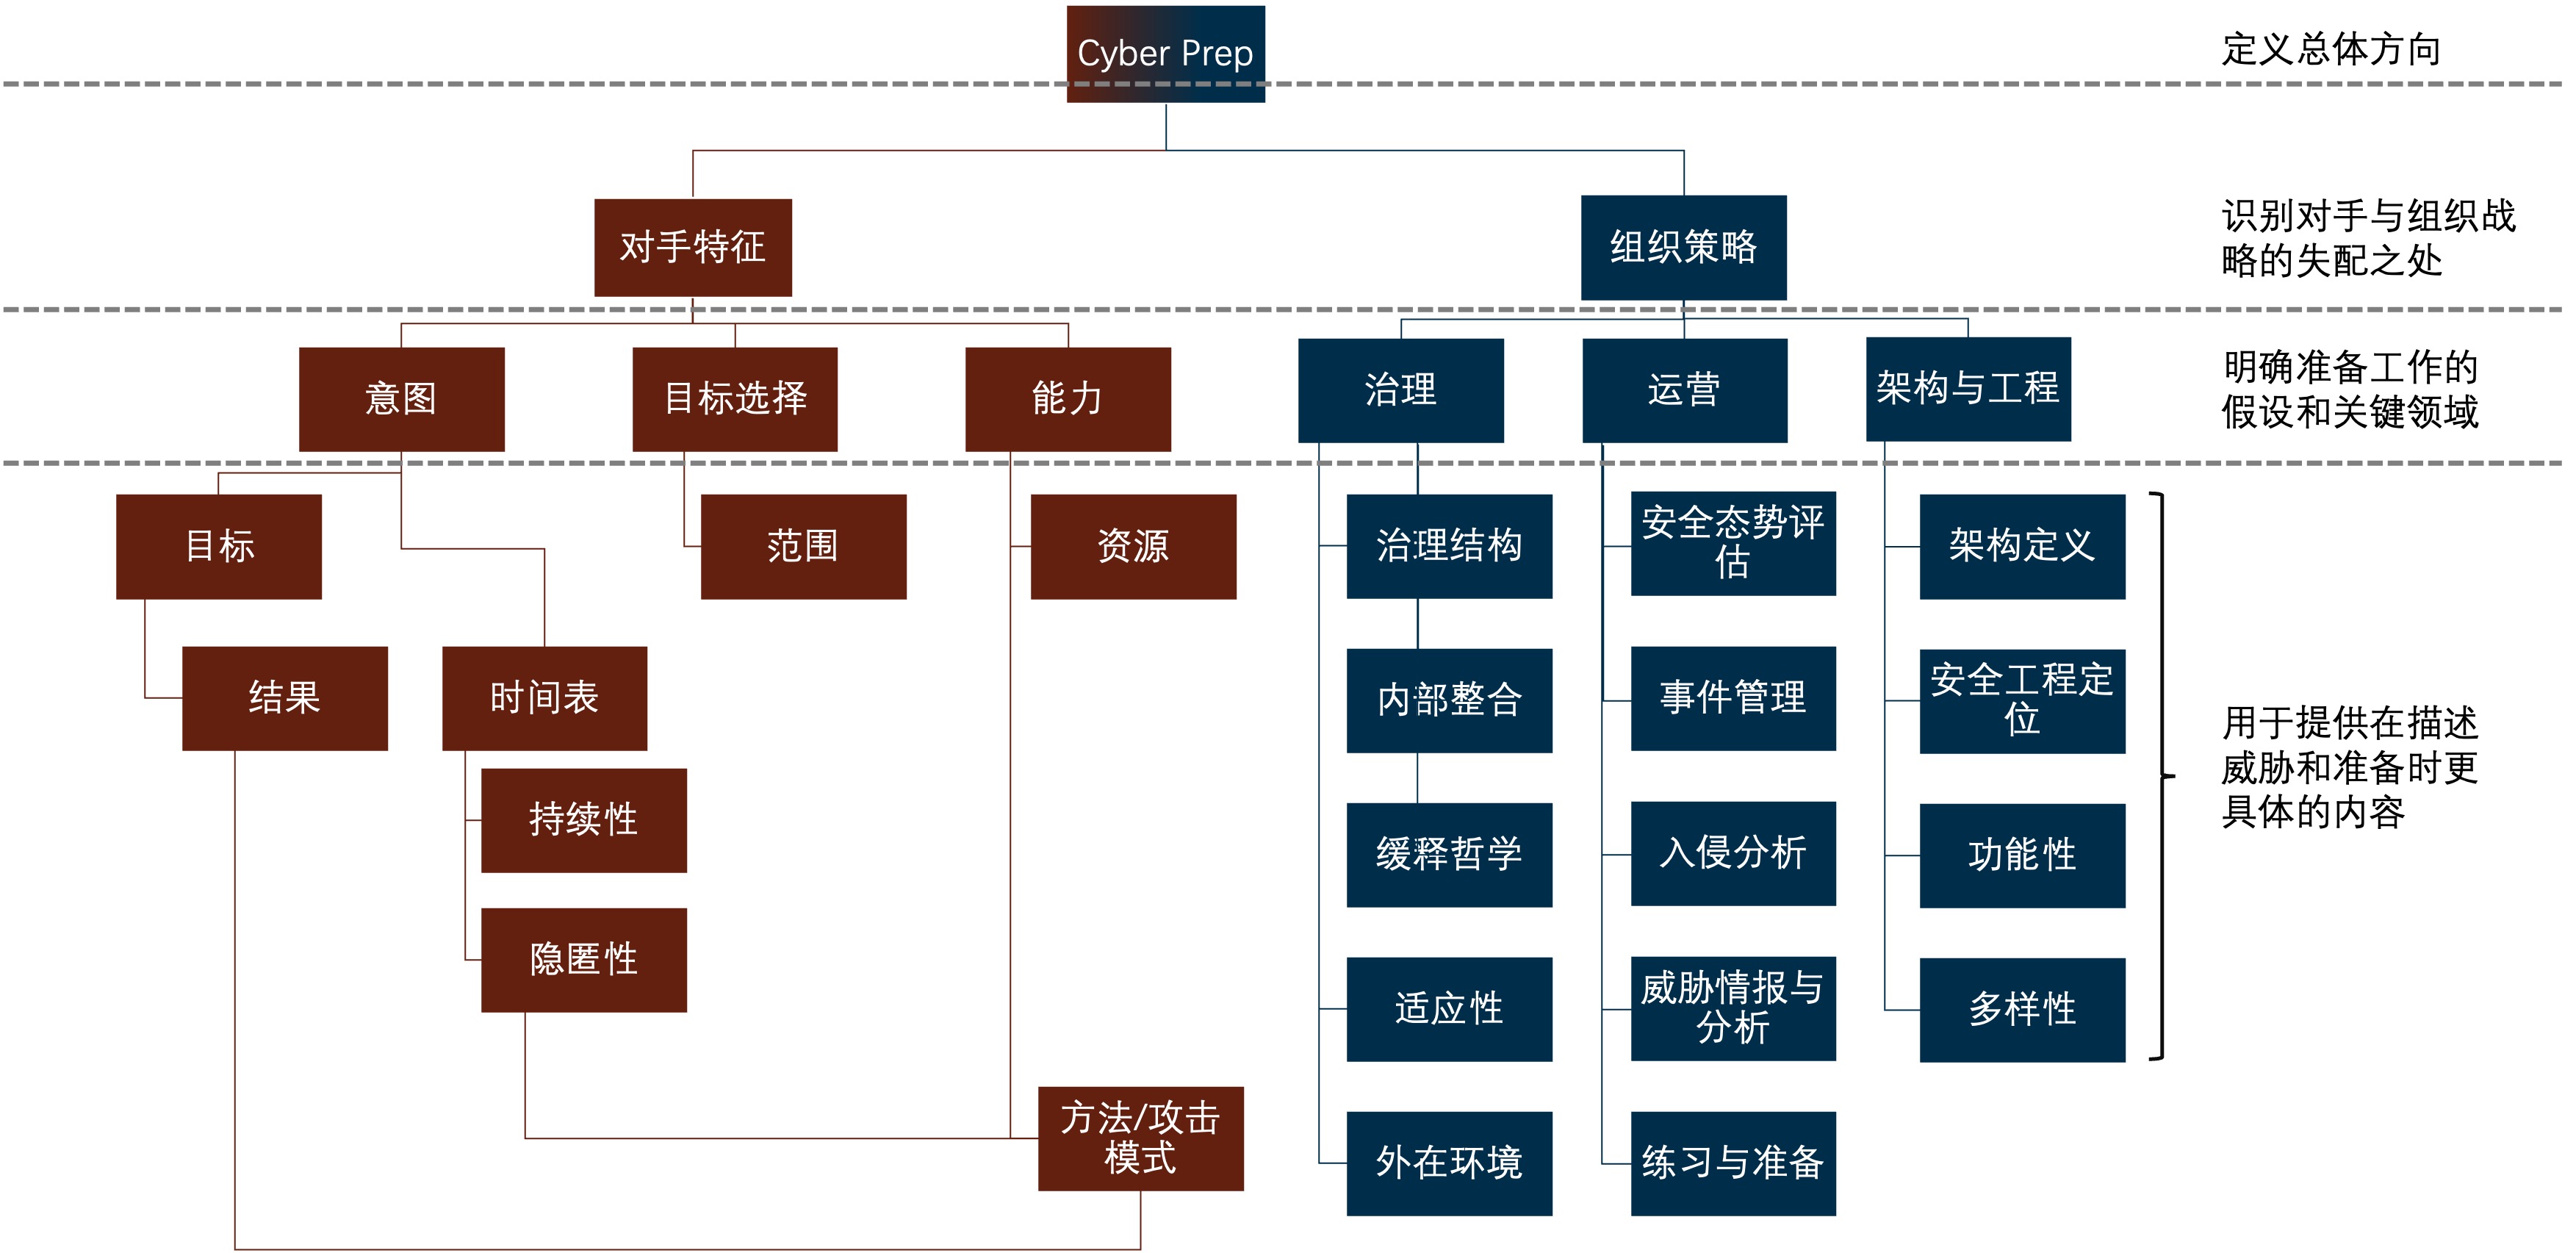 Cyber Prep
定义总体方向
对手特征
组织策略
识别对手与组织战
略的失配之处
意图
目标选择
能力
治理
运营
架构与工程
明确准备工作的
假设和关键领域
目标
范围
资源
治理结构
安全态势评
估
架构定义
结果
时间表
内部整合
事件管理
安全工程定
位
用于提供在描述
威胁和准备时更
具体的内容
持续性
缓释哲学
入侵分析
功能性
隐匿性
适应性
威胁情报与
分析
多样性
方法/攻击
模式
外在环境
练习与准备